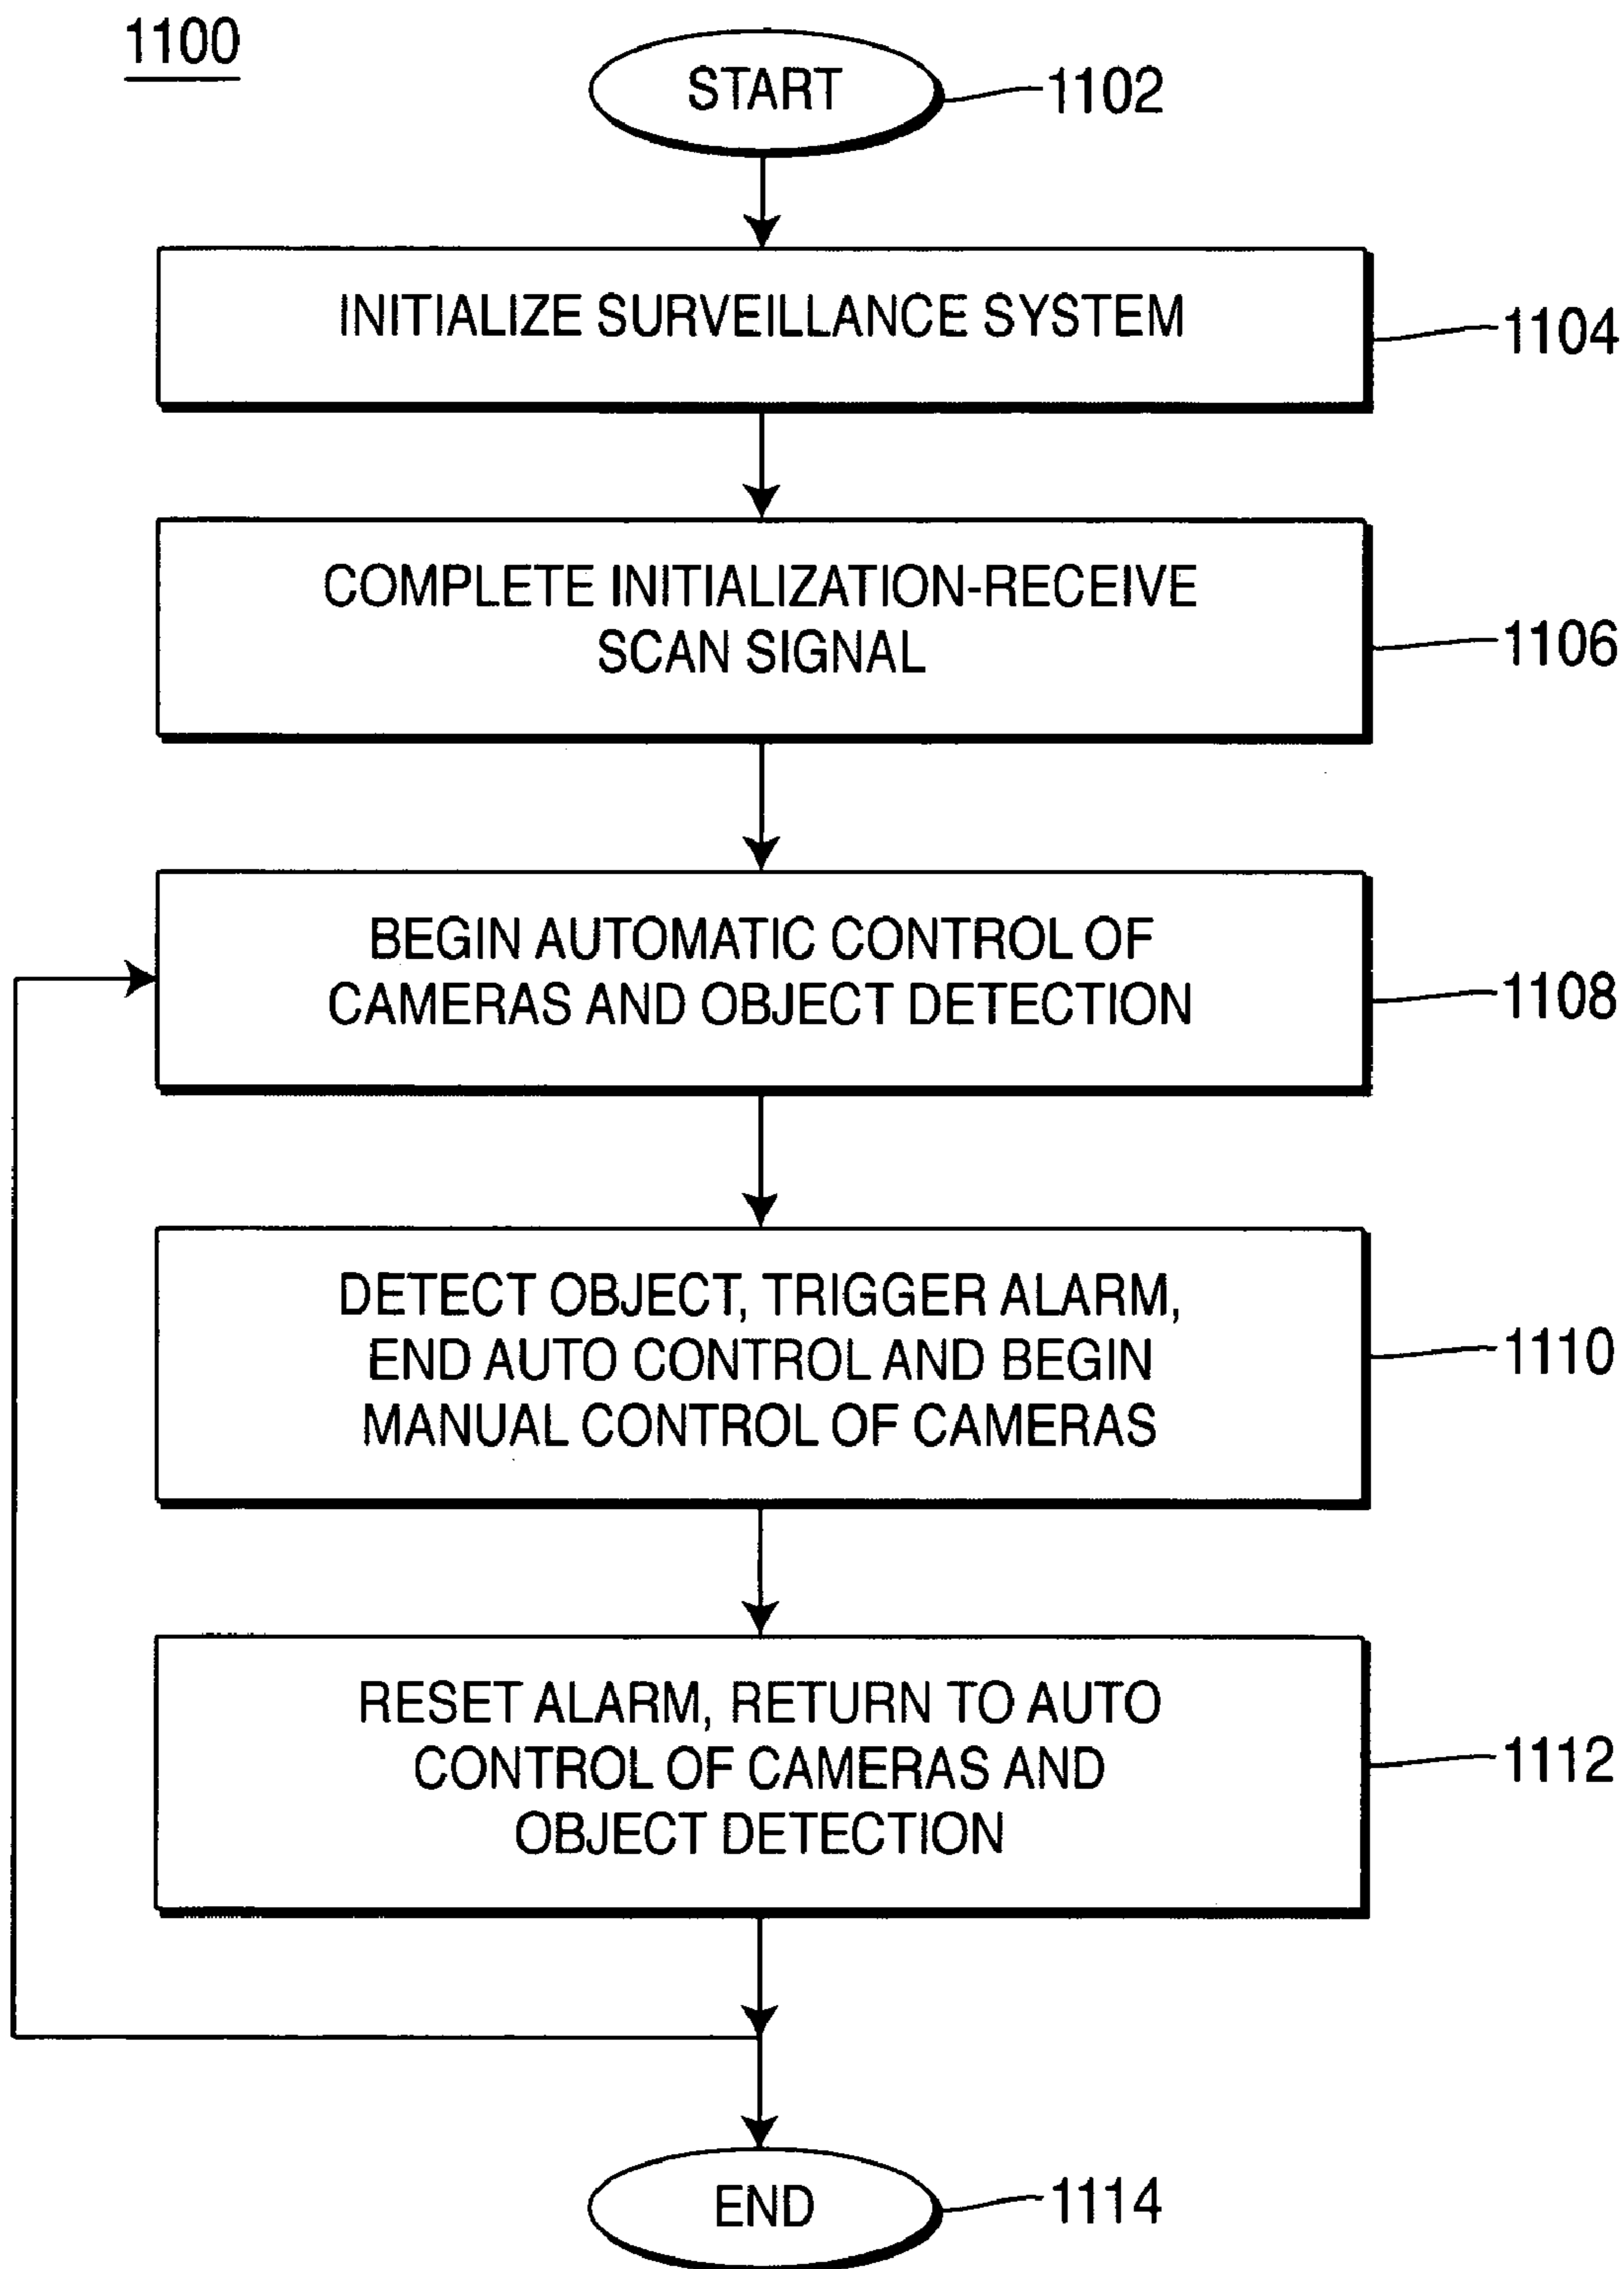 1100
START
1102
INITIALIZE SURVEILLANCE SYSTEM
1104
COMPLETE INITIALIZATION-RECEIVE
SCAN SIGNAL
1106
BEGIN AUTOMATIC CONTROL OF
CAMERAS AND OBJECT DETECTION
1108
DETECT OBJECT, TRIGGER ALARM,
END AUTO CONTROL AND BEGIN
MANUAL CONTROL OF CAMERAS
1110
RESET ALARM, RETURN TO AUTO
CONTROL OF CAMERAS AND
OBJECT DETECTION
1112
END
1114